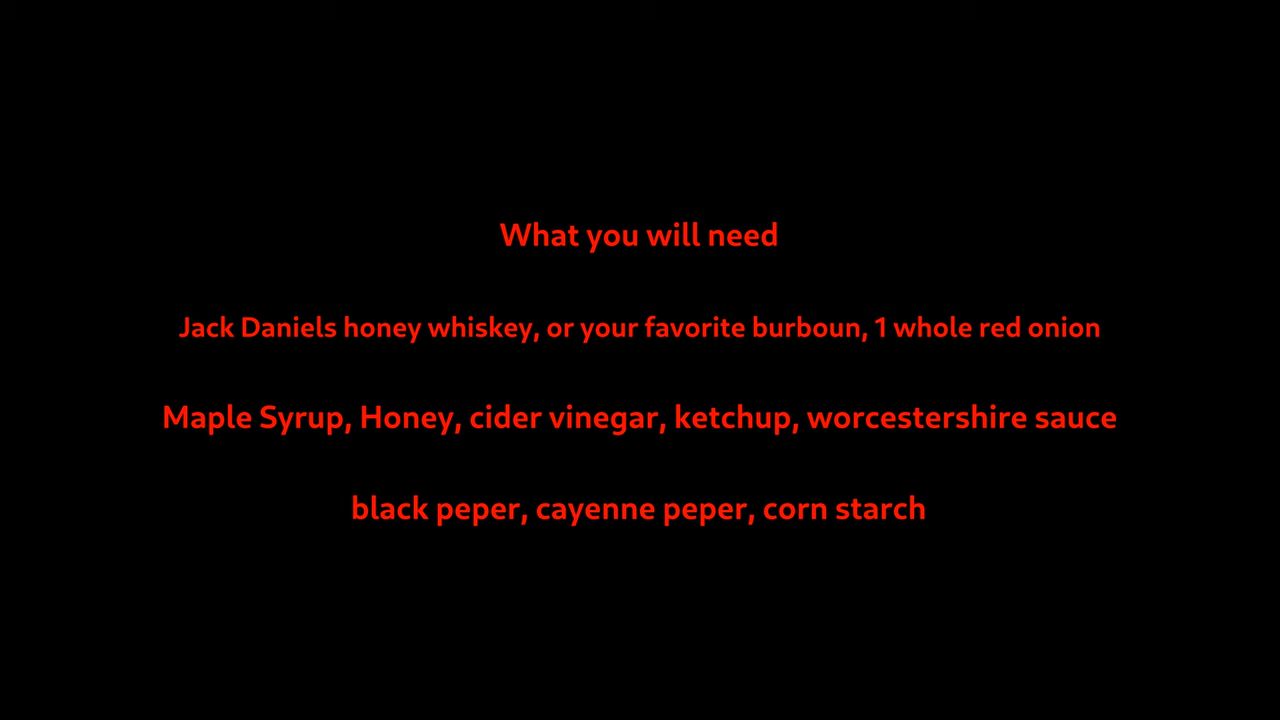 What you will need
Jack Daniels honey whiskey, or your favorite burboun, 1 whole red onion
Maple Syrup, Honey, cider vinegar, ketchup, worcestershire sauce
black peper, cayenne peper, corn starch